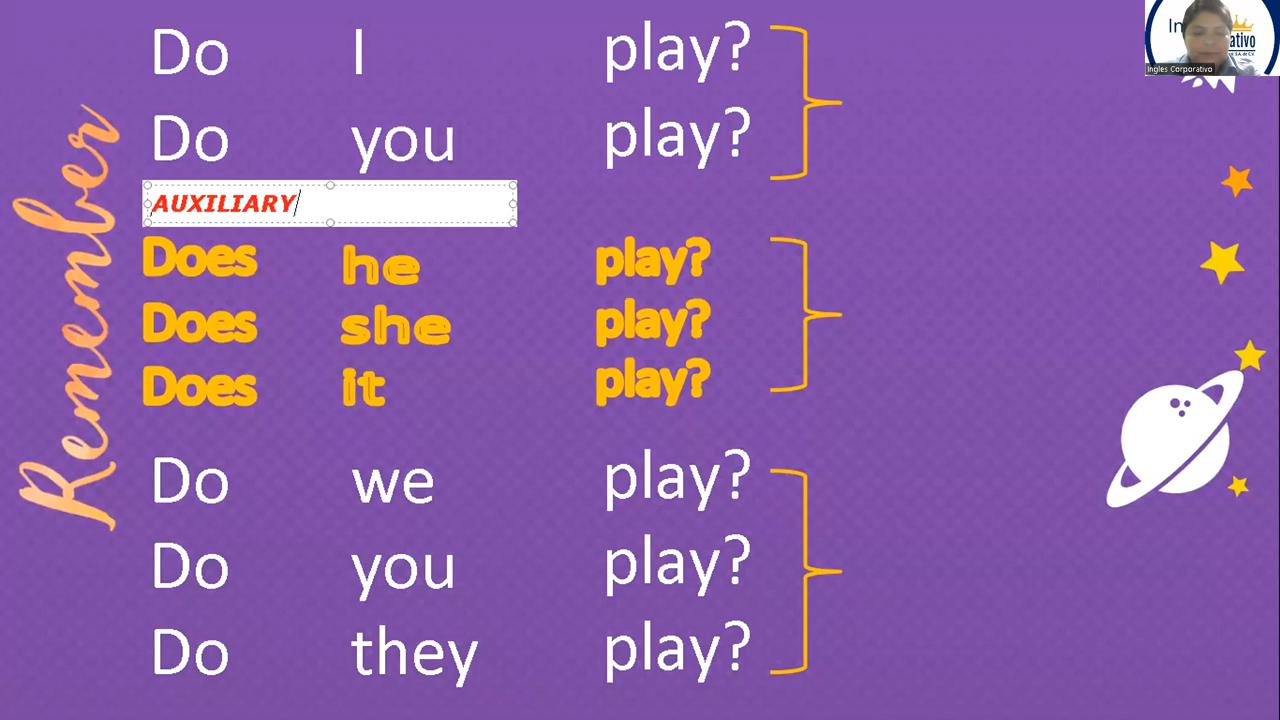 Do I play?
Do you play?
AUXILIARY
Does he play?
Does she play?
Does it play?
Do we play?
Do you play?
Do they play?
Remember
Ingles Corporativo